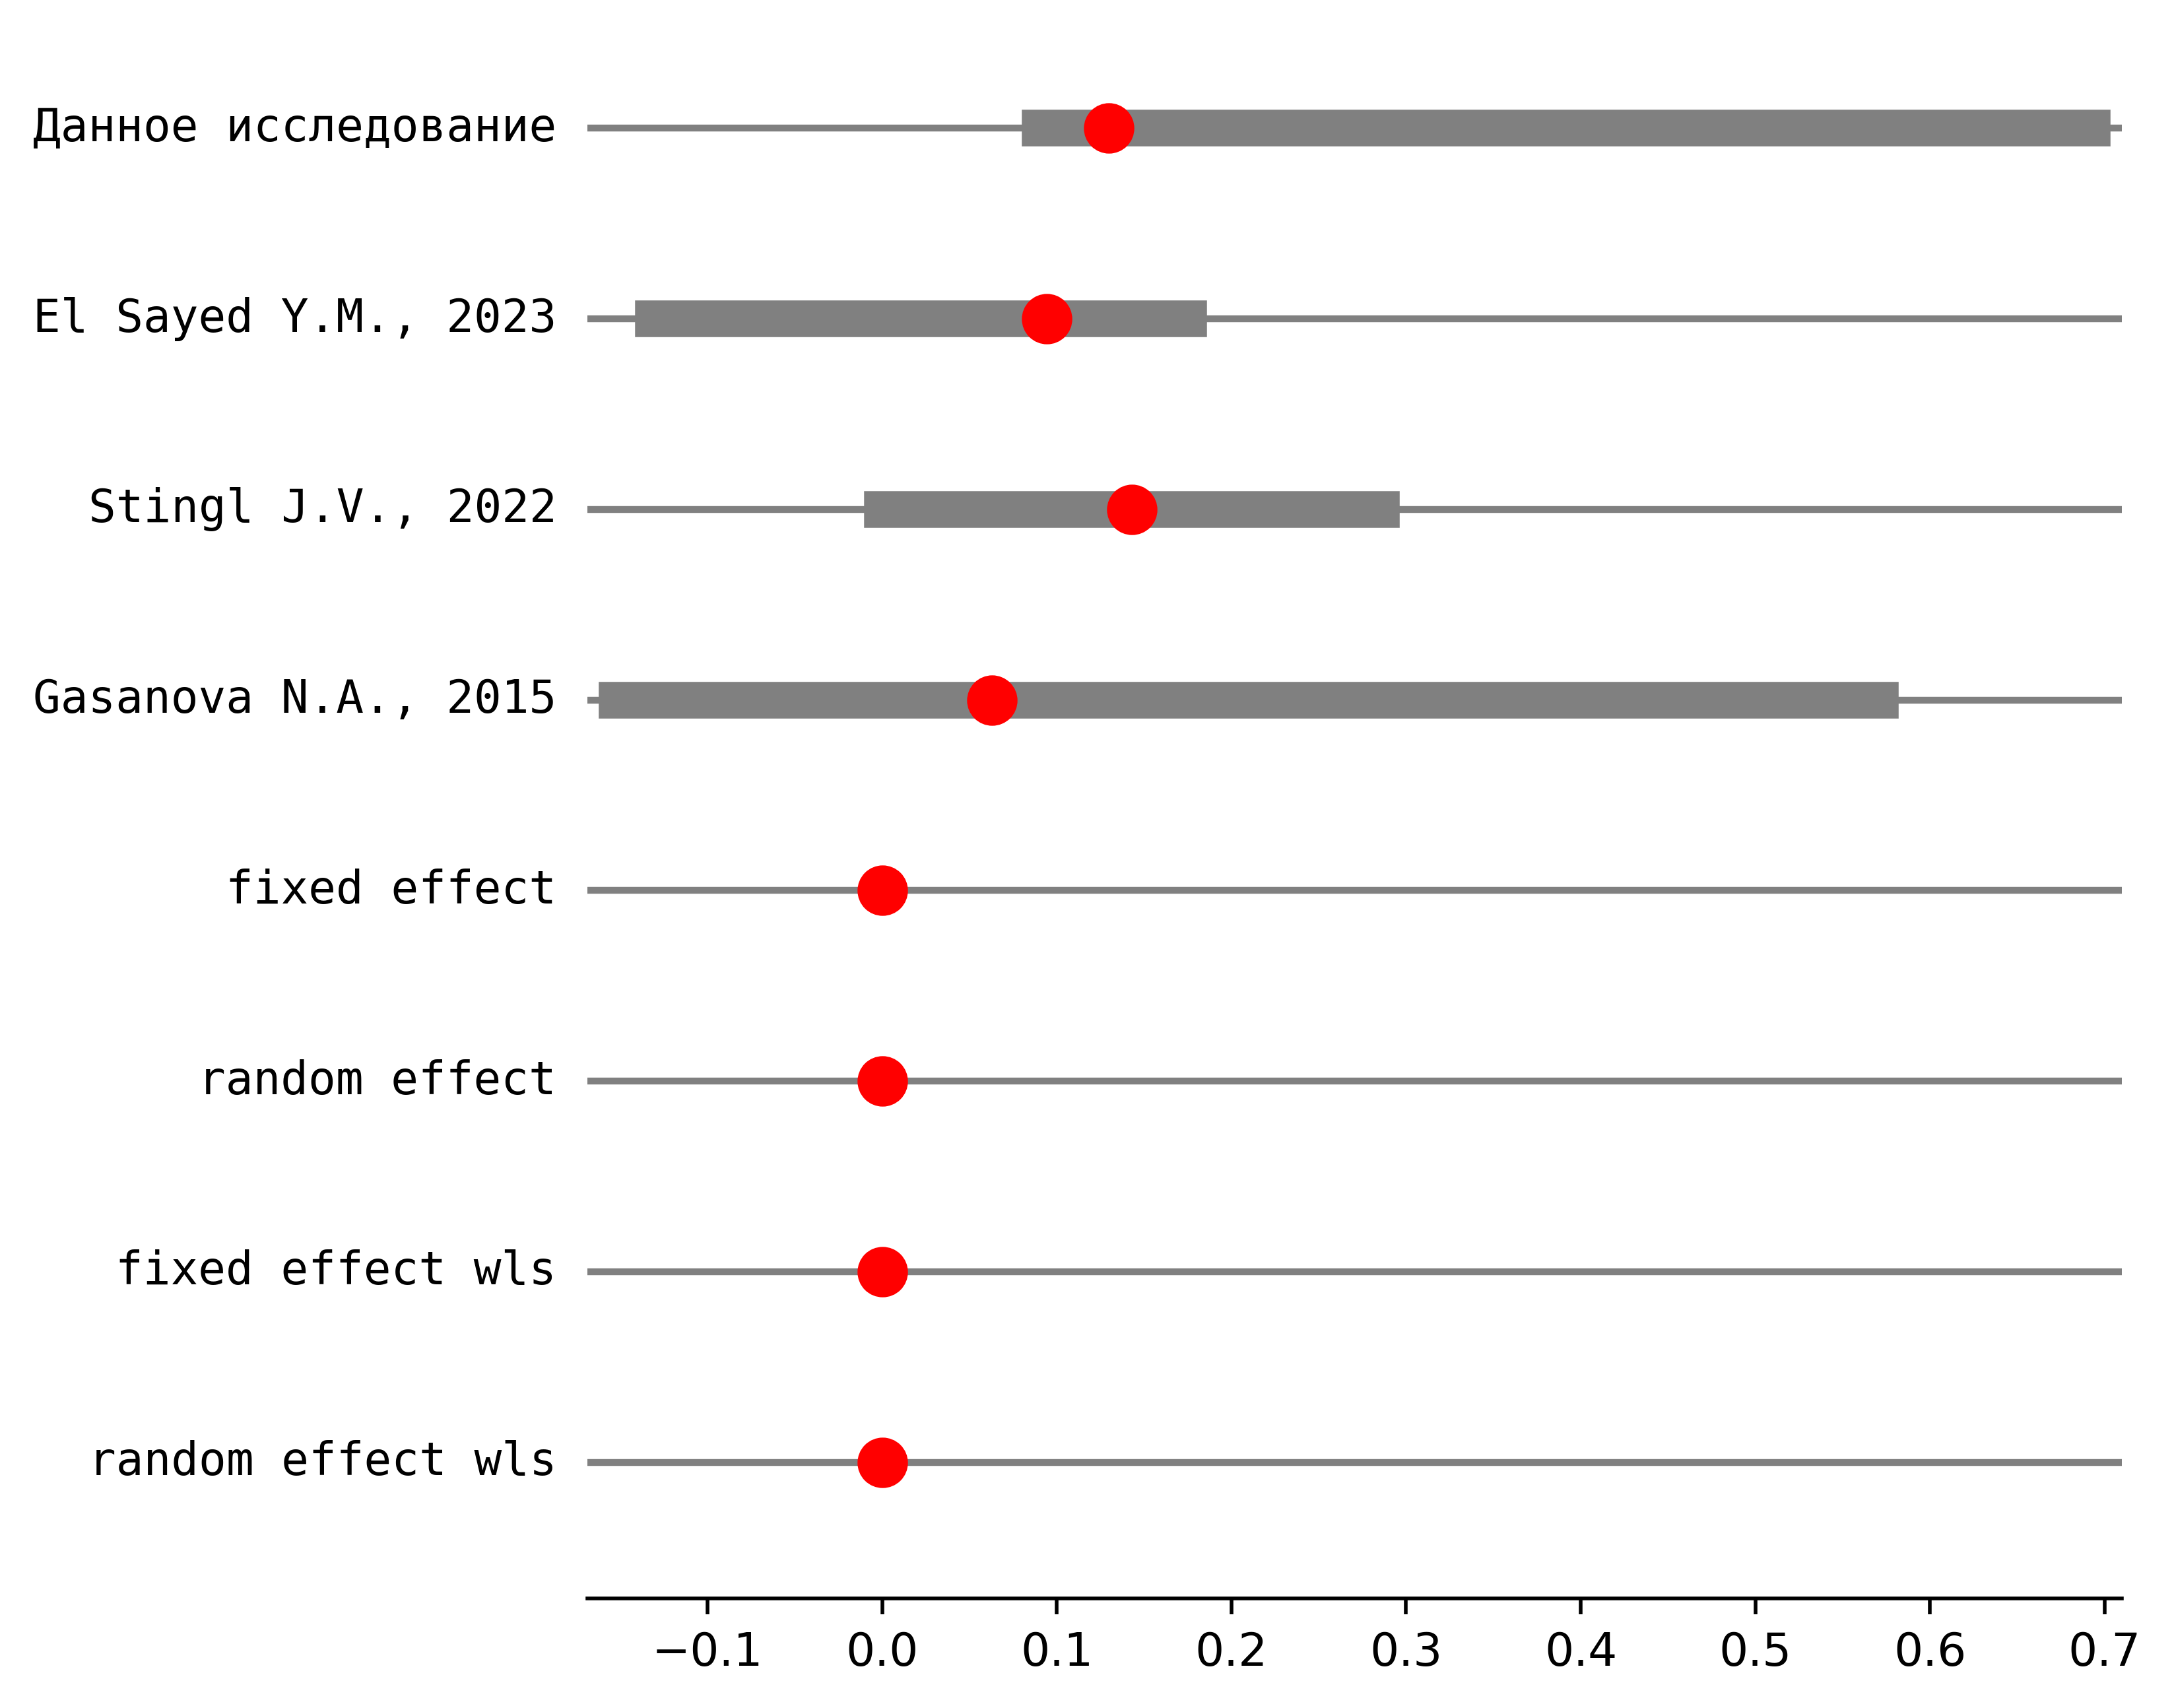 Данное исследование
El Sayed Y.M., 2023
Stingl J.V., 2022
Gasanova N.A., 2015
fixed effect
random effect
fixed effect wls
random effect wls
−0.1 0.0 0.1 0.2 0.3 0.4 0.5 0.6 0.7